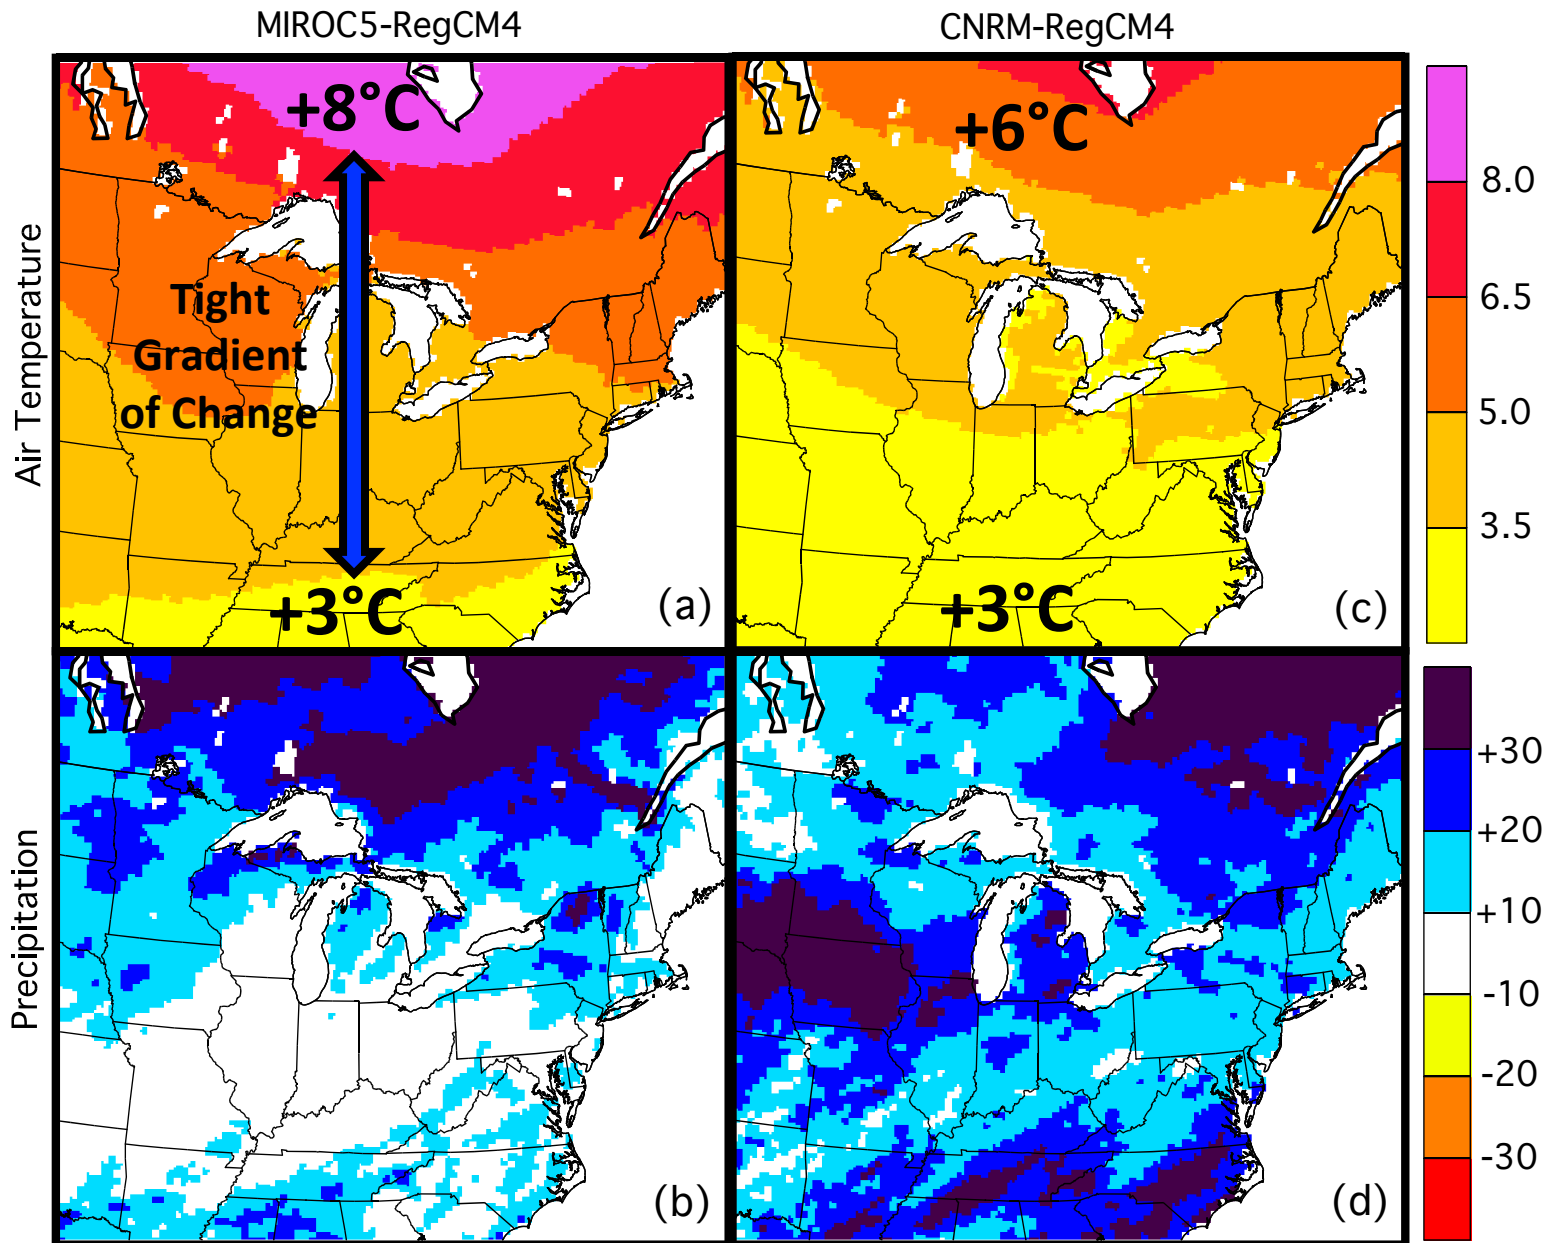 MIROC5-RegCM4
CNRM-RegCM4
Air Temperature
+8°C
Tight
Gradient
of Change
+3°C
(a)
+6°C
+3°C
(c)
8.0
6.5
5.0
3.5
Precipitation
(b)
(d)
+30
+20
+10
-10
-20
-30